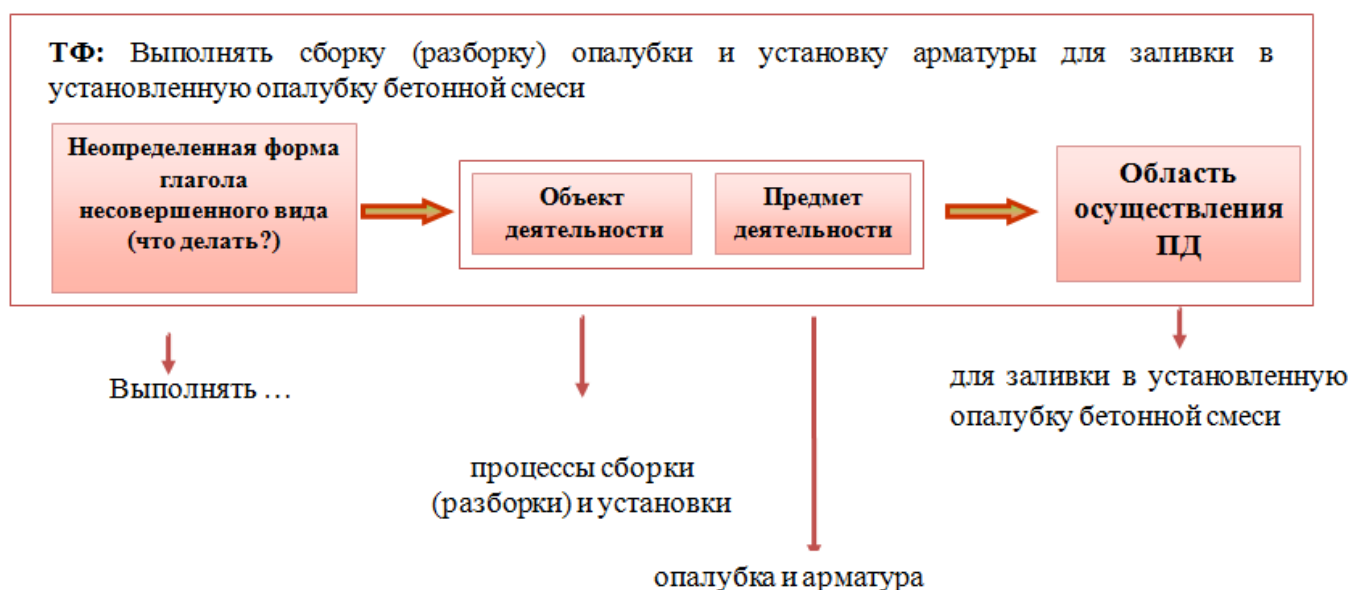 ТФ: Выполнять сборку (разборку) опалубки и установку арматуры для заливки в
установленную опалубку бетонной смеси
Неопределенная форма
глагола
несовершенного вида
(что делать?)
Объект
деятельности
Предмет
деятельности
Область
осуществления
ПД
Выполнять …
процессы сборки
(разборки) и установки
опалубка и арматура
для заливки в установленную
опалубку бетонной смеси